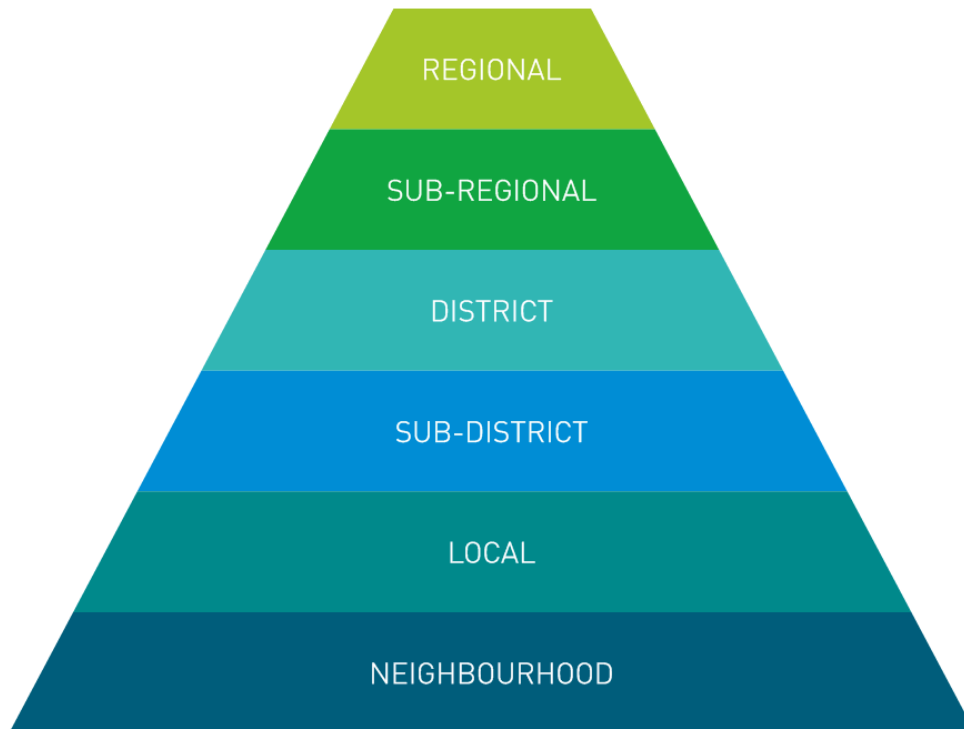 REGIONAL
SUB-REGIONAL
DISTRICT
SUB-DISTRICT
LOCAL
NEIGHBOURHOOD